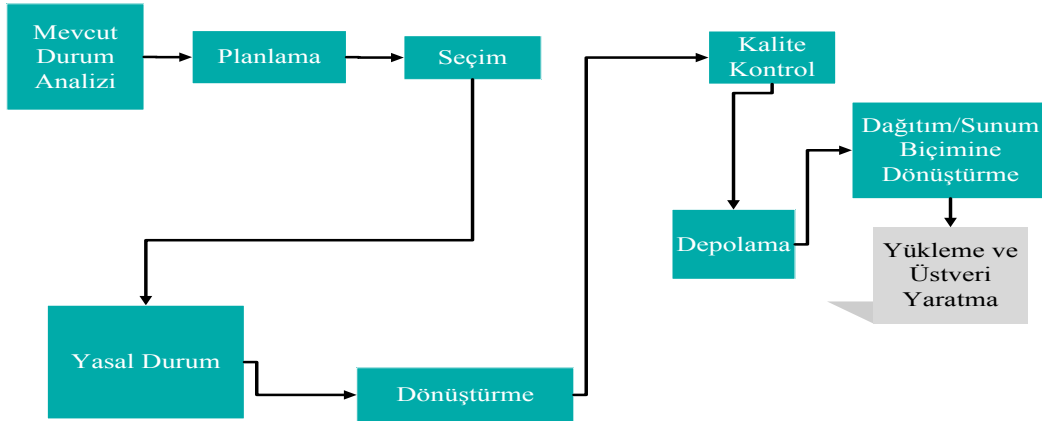 Mevcut
Durum
Analizi
Planlama
Seçim
Yasal Durum
Dönüştürme
Kalite
Kontrol
Depolama
Dağıtım/Sunum
Biçimine
Dönüştürme
Yükleme ve
Üstveri
Yaratma